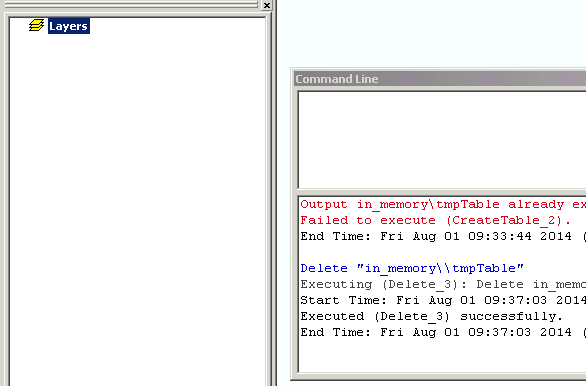 Layers
Command Line
Output in_memory\tmpTable already ex
Failed to execute (CreateTable_2).
End Time: Fri Aug 01 09:33:44 2014 (
Delete "in_memory\\tmpTable"
Executing (Delete_3): Delete in_memo
Start Time: Fri Aug 01 09:37:03 2014
Executed (Delete_3) successfully.
End Time: Fri Aug 01 09:37:03 2014 (